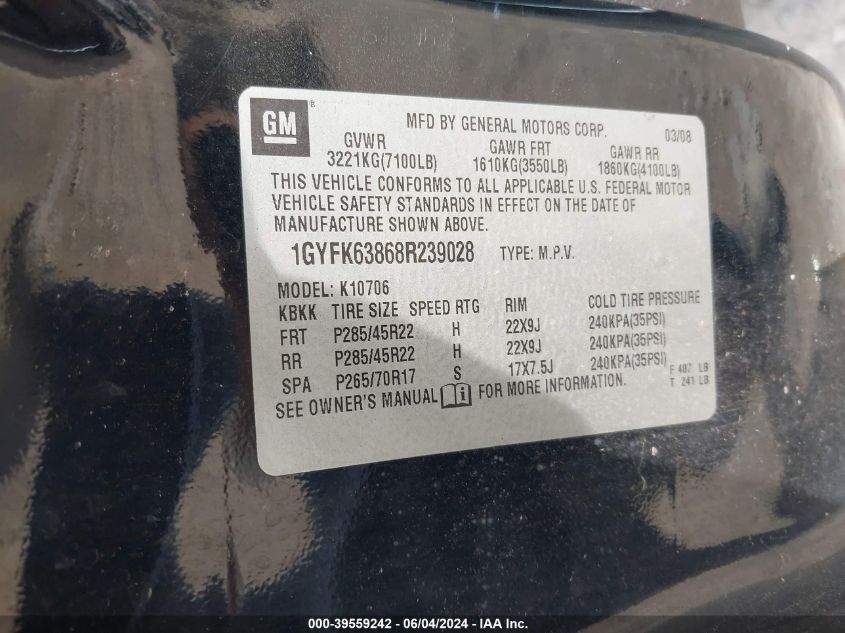 GM ®
MFD BY GENERAL MOTORS CORP. 03/08
GVWR GAWR FRT GAWR RR
3221KG(7100LB) 1610KG(3550LB) 1860KG(4100LB)
THIS VEHICLE CONFORMS TO ALL APPLICABLE U.S. FEDERAL MOTOR
VEHICLE SAFETY STANDARDS IN EFFECT ON THE DATE OF
MANUFACTURE SHOWN ABOVE.
1GYFK63868R239028 TYPE: M.P.V.
MODEL: K10706
KBKK TIRE SIZE SPEED RTG RIM COLD TIRE PRESSURE
FRT P285/45R22 H 22X9J 240KPA(35PSI)
RR P285/45R22 H 22X9J 240KPA(35PSI)
SPA P265/70R17 S 17X7.5J 240KPA(35PSI)
F 487 LB
T 241 LB
SEE OWNER'S MANUAL i FOR MORE INFORMATION.
000-39559242 - 06/04/2024 - IAA Inc.